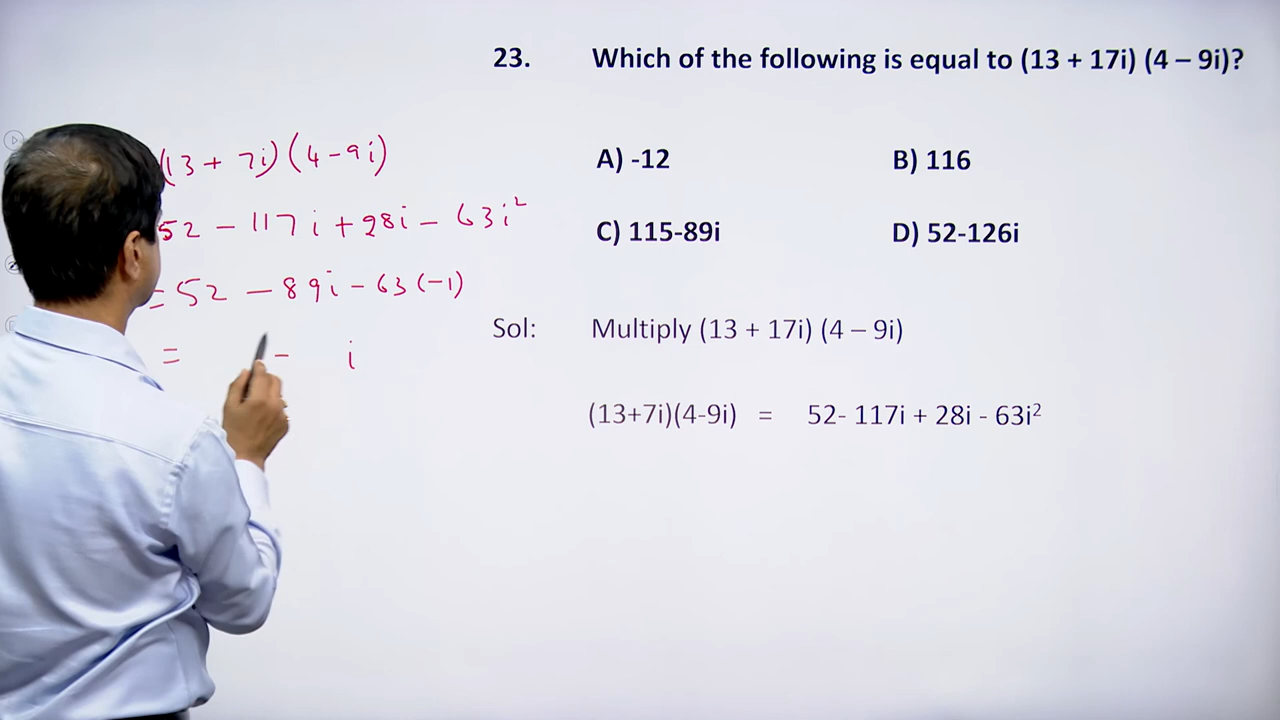 23. Which of the following is equal to (13 + 17i) (4 – 9i)?
A) -12 B) 116
C) 115-89i D) 52-126i
Sol: Multiply (13 + 17i) (4 – 9i)
(13+7i)(4-9i) = 52- 117i + 28i - 63i²
(13 + 7i)(4-9i)
52 - 117i + 28i - 63i²
= 52 - 89i - 63 (-1)
= - i